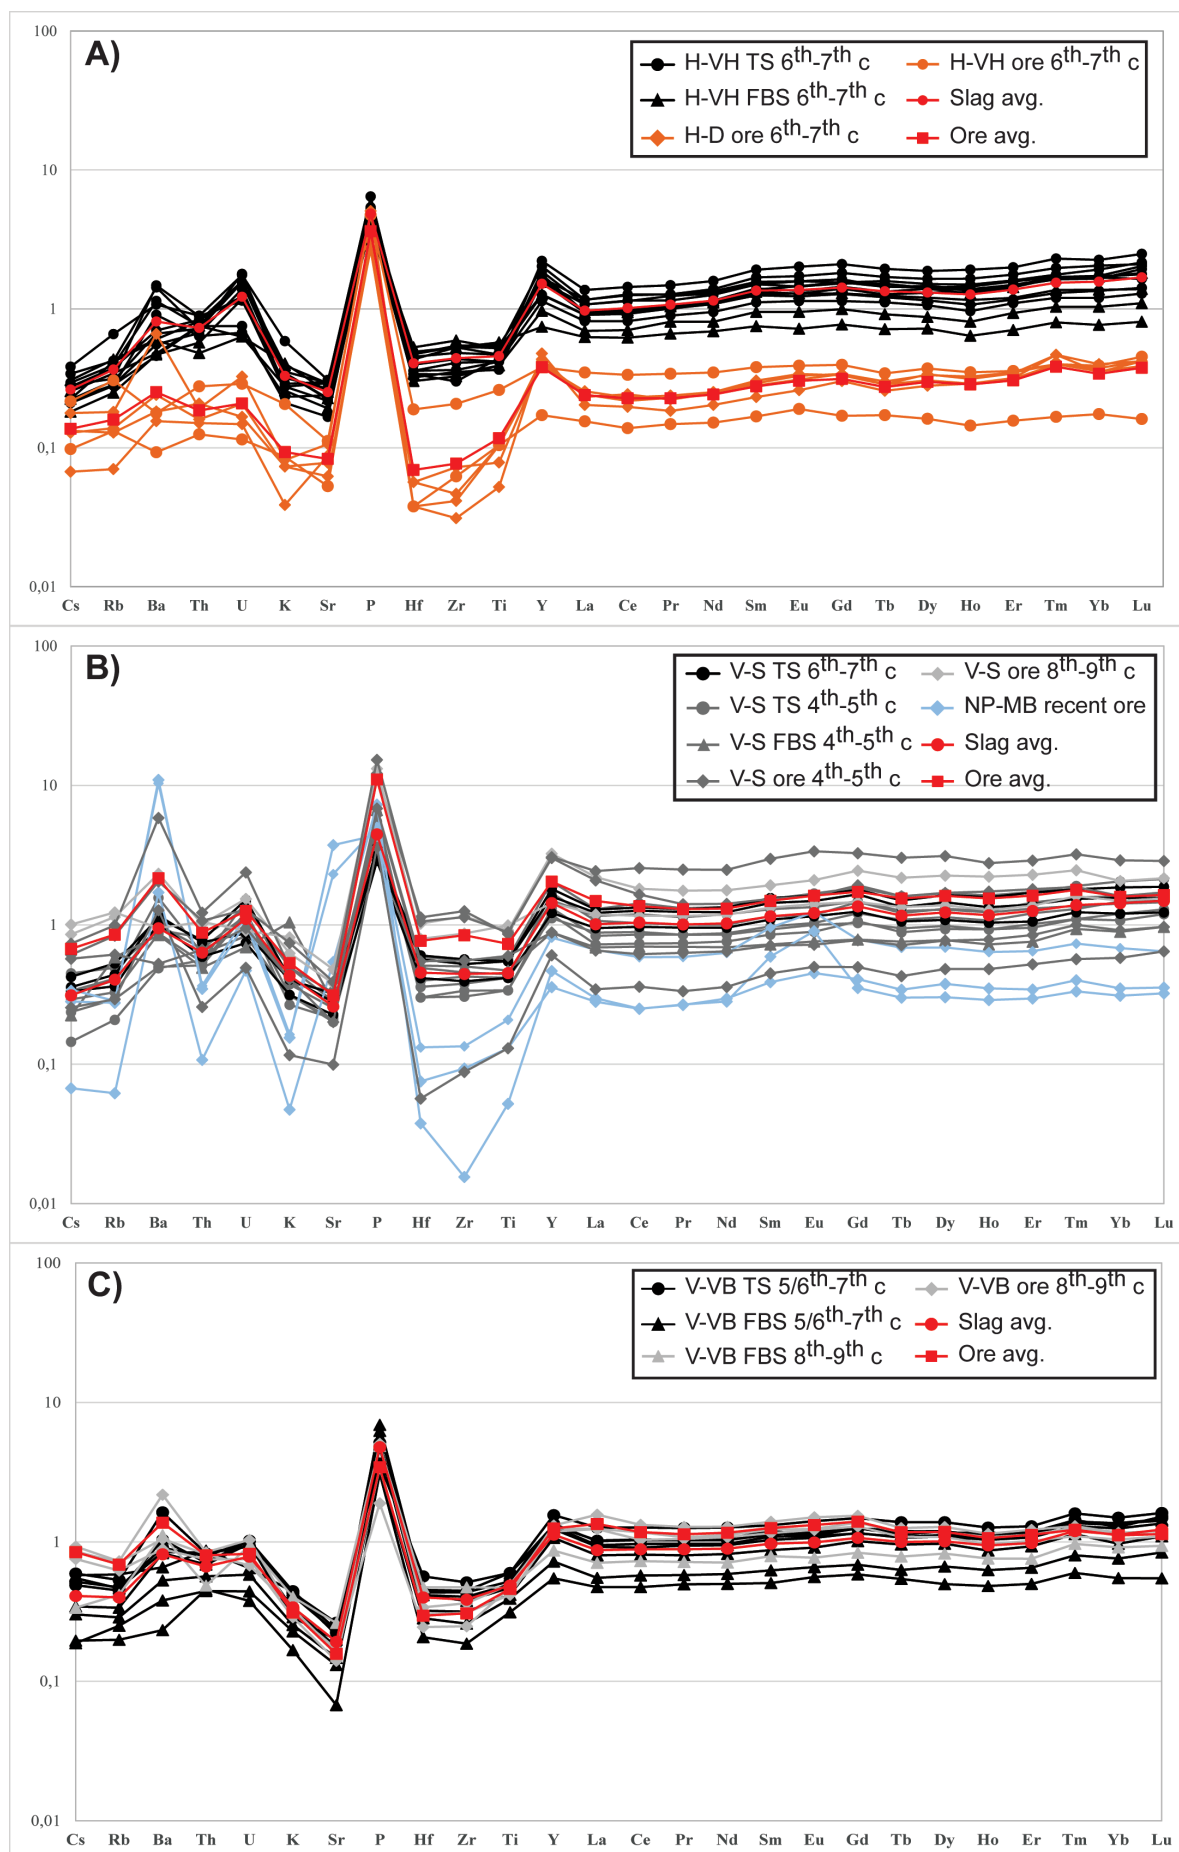 A)
100
10
1
0,1
0,01
H-VH TS 6th-7th c
H-VH ore 6th-7th c
H-VH FBS 6th-7th c
Slag avg.
H-D ore 6th-7th c
Ore avg.
Cs Rb Ba Th U K Sr P Hf Zr Ti Y La Ce Pr Nd Sm Eu Gd Tb Dy Ho Er Tm Yb Lu
B)
100
10
1
0,1
0,01
V-S TS 6th-7th c
V-S ore 8th-9th c
V-S TS 4th-5th c
NP-MB recent ore
V-S FBS 4th-5th c
Slag avg.
V-S ore 4th-5th c
Ore avg.
Cs Rb Ba Th U K Sr P Hf Zr Ti Y La Ce Pr Nd Sm Eu Gd Tb Dy Ho Er Tm Yb Lu
C)
100
10
1
0,1
0,01
V-VB TS 5/6th-7th c
V-VB ore 8th-9th c
V-VB FBS 5/6th-7th c
Slag avg.
V-VB FBS 8th-9th c
Ore avg.
Cs Rb Ba Th U K Sr P Hf Zr Ti Y La Ce Pr Nd Sm Eu Gd Tb Dy Ho Er Tm Yb Lu